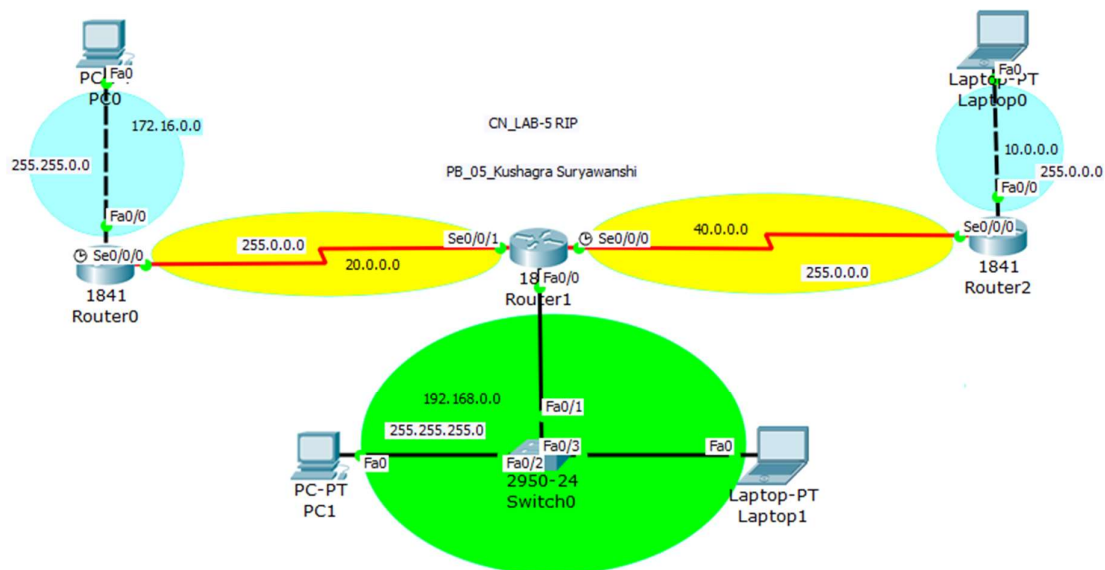 Fa0
PC0
172.16.0.0
255.255.0.0
Fa0/0
Se0/0/0
1841
Router0
CN_LAB-5 RIP
PB_05_Kushagra Suryawanshi
Fa0
Laptop-PT
Laptop0
10.0.0.0
255.0.0.0
Fa0/0
Se0/0/0
1841
Router2
255.0.0.0
20.0.0.0
Se0/0/1
Se0/0/0
Fa0/0
Router1
40.0.0.0
255.0.0.0
192.168.0.0
255.255.255.0
Fa0/1
Fa0/3
Fa0/2
2950-24
Switch0
Fa0
PC-PT
PC1
Fa0
Laptop-PT
Laptop1